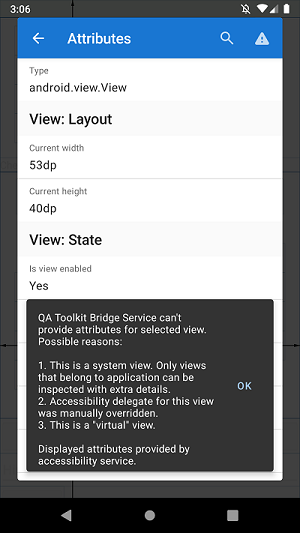 3:06
Attributes
Type
android.view.View
View: Layout
Current width
53dp
Current height
40dp
View: State
Is view enabled
Yes
QA Toolkit Bridge Service can't
provide attributes for selected view.
Possible reasons:
1. This is a system view. Only views
that belong to application can be
inspected with extra details.
2. Accessibility delegate for this view
was manually overridden.
3. This is a "virtual" view.
Displayed attributes provided by
accessibility service.
OK